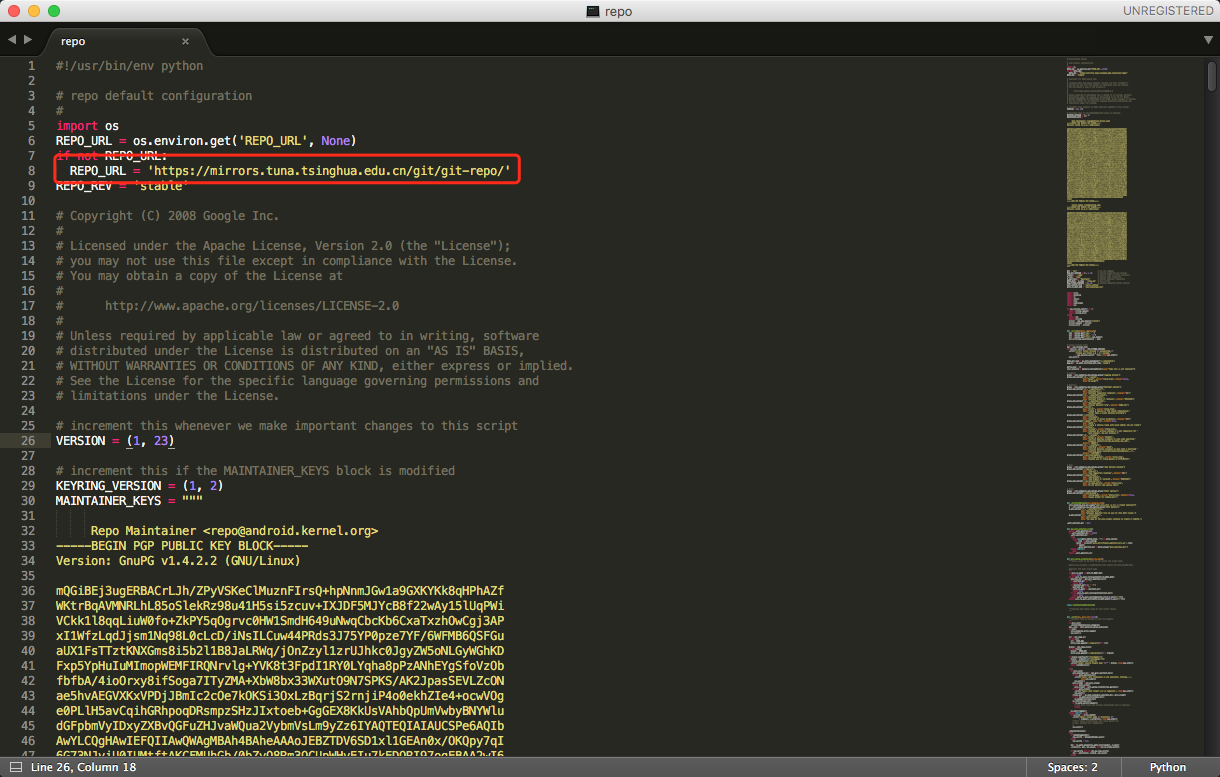 repo
UNREGISTERED
repo
1 #!/usr/bin/env python
2
3 # repo default configuration
4 #
5 import os
6 REPO_URL = os.environ.get('REPO_URL', None)
7 if not REPO_URL:
8 REPO_URL = 'https://mirrors.tuna.tsinghua.edu.cn/git/git-repo/'
9 REPO_REV = 'stable'
10
11 # Copyright (C) 2008 Google Inc.
12 #
13 # Licensed under the Apache License, Version 2.0 (the "License");
14 # you may not use this file except in compliance with the License.
15 # You may obtain a copy of the License at
16 #
17 # http://www.apache.org/licenses/LICENSE-2.0
18 #
19 # Unless required by applicable law or agreed to in writing, software
20 # distributed under the License is distributed on an "AS IS" BASIS,
21 # WITHOUT WARRANTIES OR CONDITIONS OF ANY KIND, either express or implied.
22 # See the License for the specific language governing permissions and
23 # limitations under the License.
24
25 # increment this whenever we make important changes to this script
26 VERSION = (1, 23)
27
28 # increment this if the MAINTAINER_KEYS block is modified
29 KEYRING_VERSION = (1, 2)
30 MAINTAINER_KEYS = """
31
32 Repo Maintainer <repo@android.kernel.org>
33 -----BEGIN PGP PUBLIC KEY BLOCK-----
34 Version: GnuPG v1.4.2.2 (GNU/Linux)
35
36 mQGiBEj3ugERBACrLJh/ZPyVSKeClMuznFIrsQ+hpNnmJGw1a9GXKYKk8qHPhAZf
37 WKtrBqAVMNRLhL85oSlekRz98u41H5si5zcuv+IXJDF5MJYcB8f22wAy15lUqPWi
38 VCkk1l8qqLiuW0fo+ZkPY5qOgrvc0HW1SmdH649uNwqCbCKb6CxaTxzhOwCgj3AP
39 xI1WfzLqdJjsm1Nq98L0cLcD/iNsILCuw44PRds3J75YP0pze7YF/6WFMB6QSFGu
40 aUX1FsTTztKNXGms8i5b2l1B8JaLRWq/jOnZzyl1zrUJhkc0JgyZW5oNLGyWGhKD
41 Fxp5YpHuIuMImopWEMFIRQNrvlg+YVK8t3FpdI1RY0LYqha8pPzANhEYgSfoVzOb
42 fbfbA/4ioOrxy8ifSoga7ITyZMA+XbW8bx33WXutO9N7SPKS/AK2JpasSEVLZcON
43 ae5hvAEGVXKxVPDjJBmIc2cOe7kOKSi3OxLzBqrjS2rnjiP4o0ekhZIe4+ocwVOg
44 e0PLlH5avCqihGRhpoqDRsmpzSHzJIxtoeb+GgGEX8KkUsVAhbQpUmVwbyBNYWlu
45 dGFpbmVyIDxyZXBvQGFuZHJvaWQua2VybmVsLm9yZz6IYAQTEQIAIAUCSPe6AQIb
46 AwYLCQgHAwIEFQIIAwQWAgMBAh4BAheAAAoJEBZTDV6SD1xl1GEAn0x/OKQpy7qI
Line 26, Column 18
Spaces: 2
Python